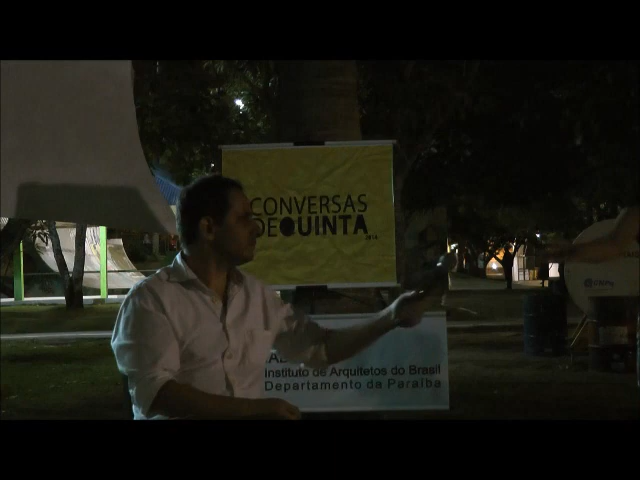 CONVERSAS
DEQUINTA
Instituto de Arquitetos do Brasil
Departamento da Paraíba